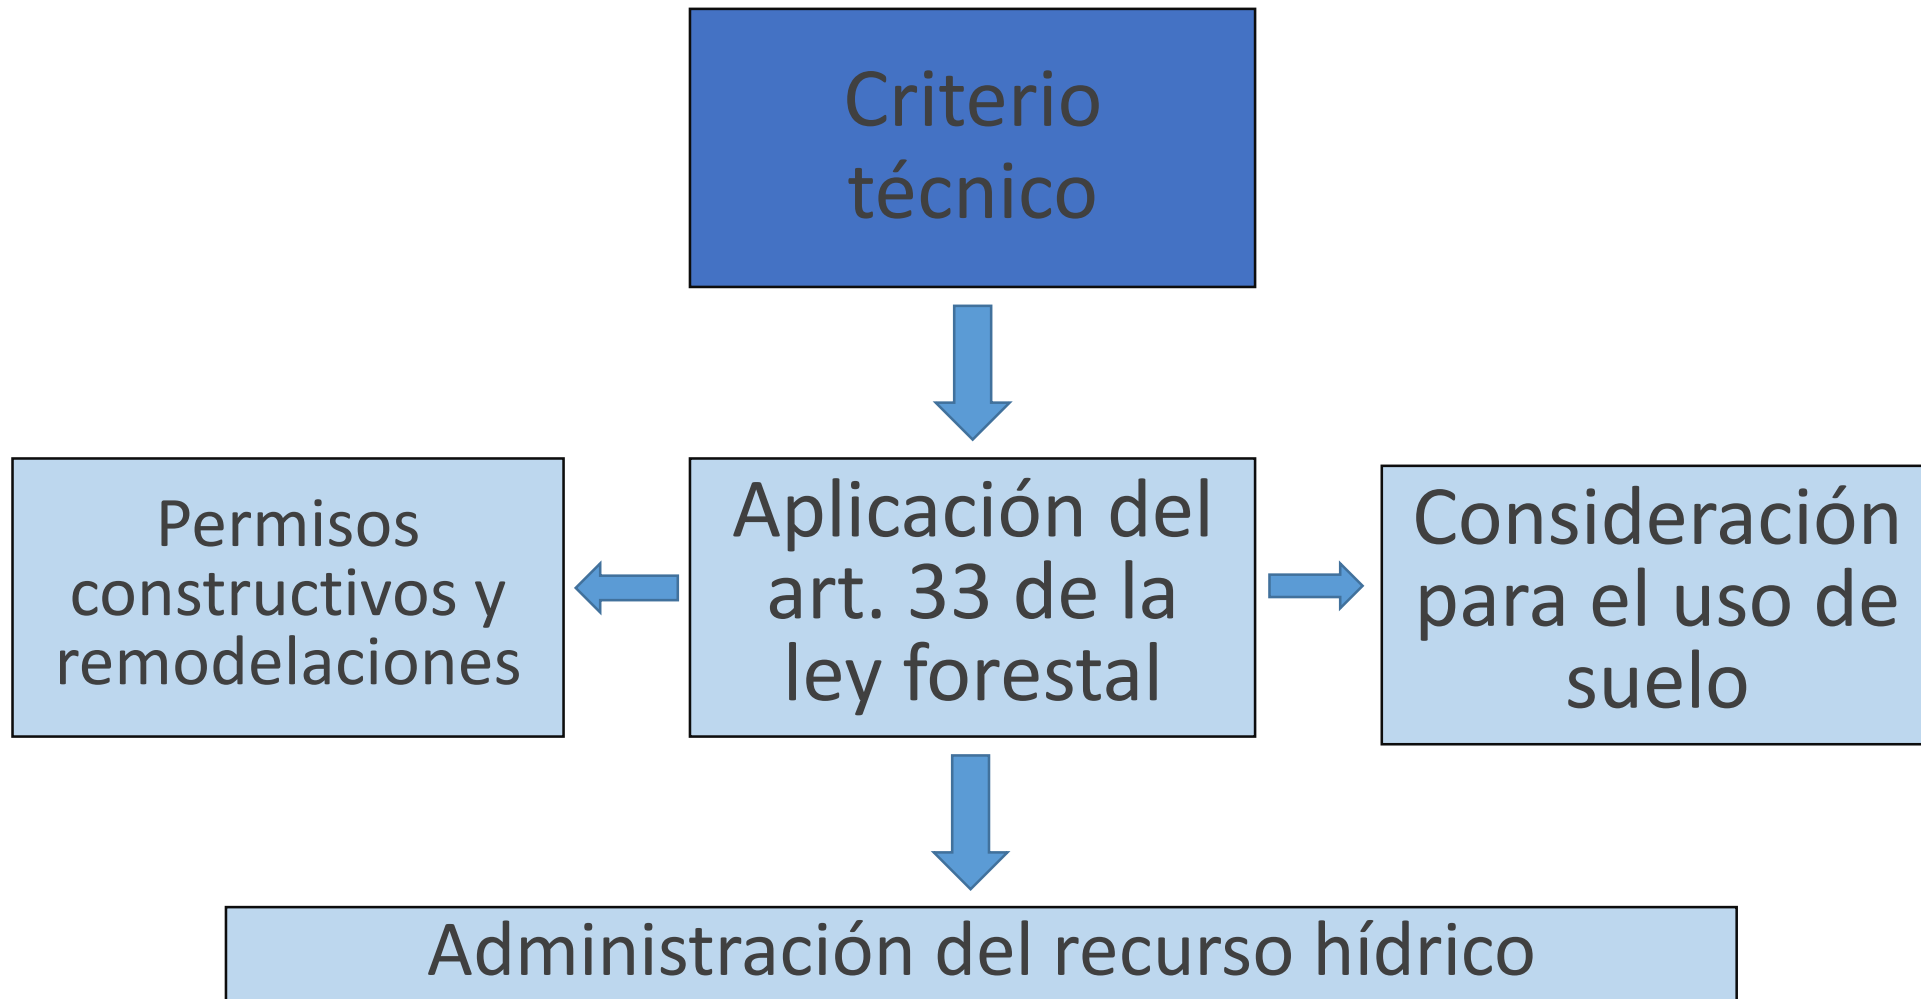 Criterio
técnico
Permisos
constructivos y
remodelaciones
Aplicación del
art. 33 de la
ley forestal
Consideración
para el uso de
suelo
Administración del recurso hídrico